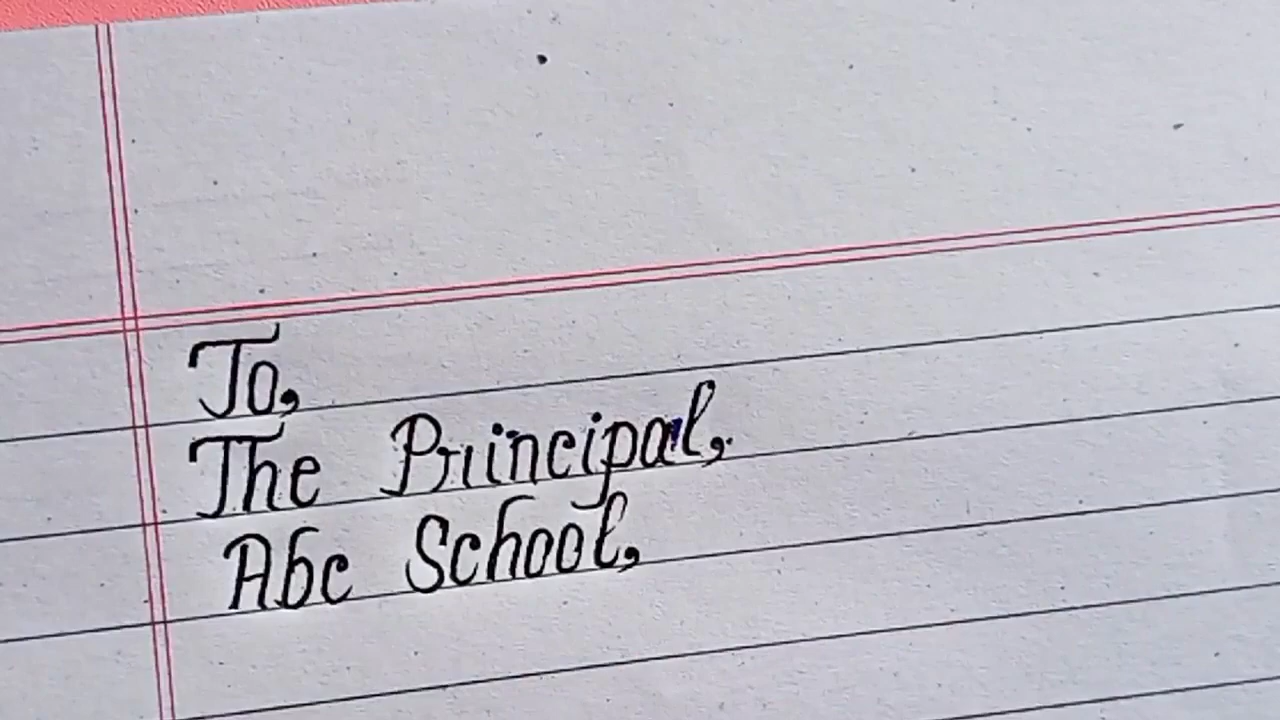 To,
The Principal,
Abc School,